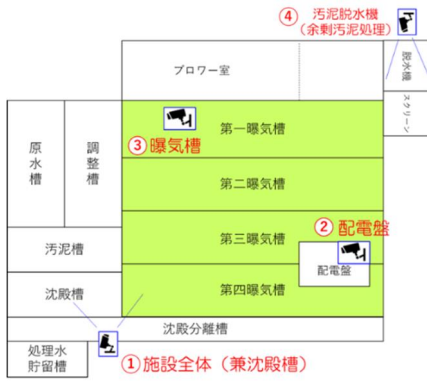 ④ 汚泥脱水機
（余剰汚泥処理）
ブロワー室
脱水機
スクリーン
原水槽
調整槽
第一曝気槽
③ 曝気槽
第二曝気槽
② 配電盤
第三曝気槽
汚泥槽
配電盤
沈殿槽
第四曝気槽
沈殿分離槽
処理水
貯留槽
① 施設全体（兼沈殿槽）